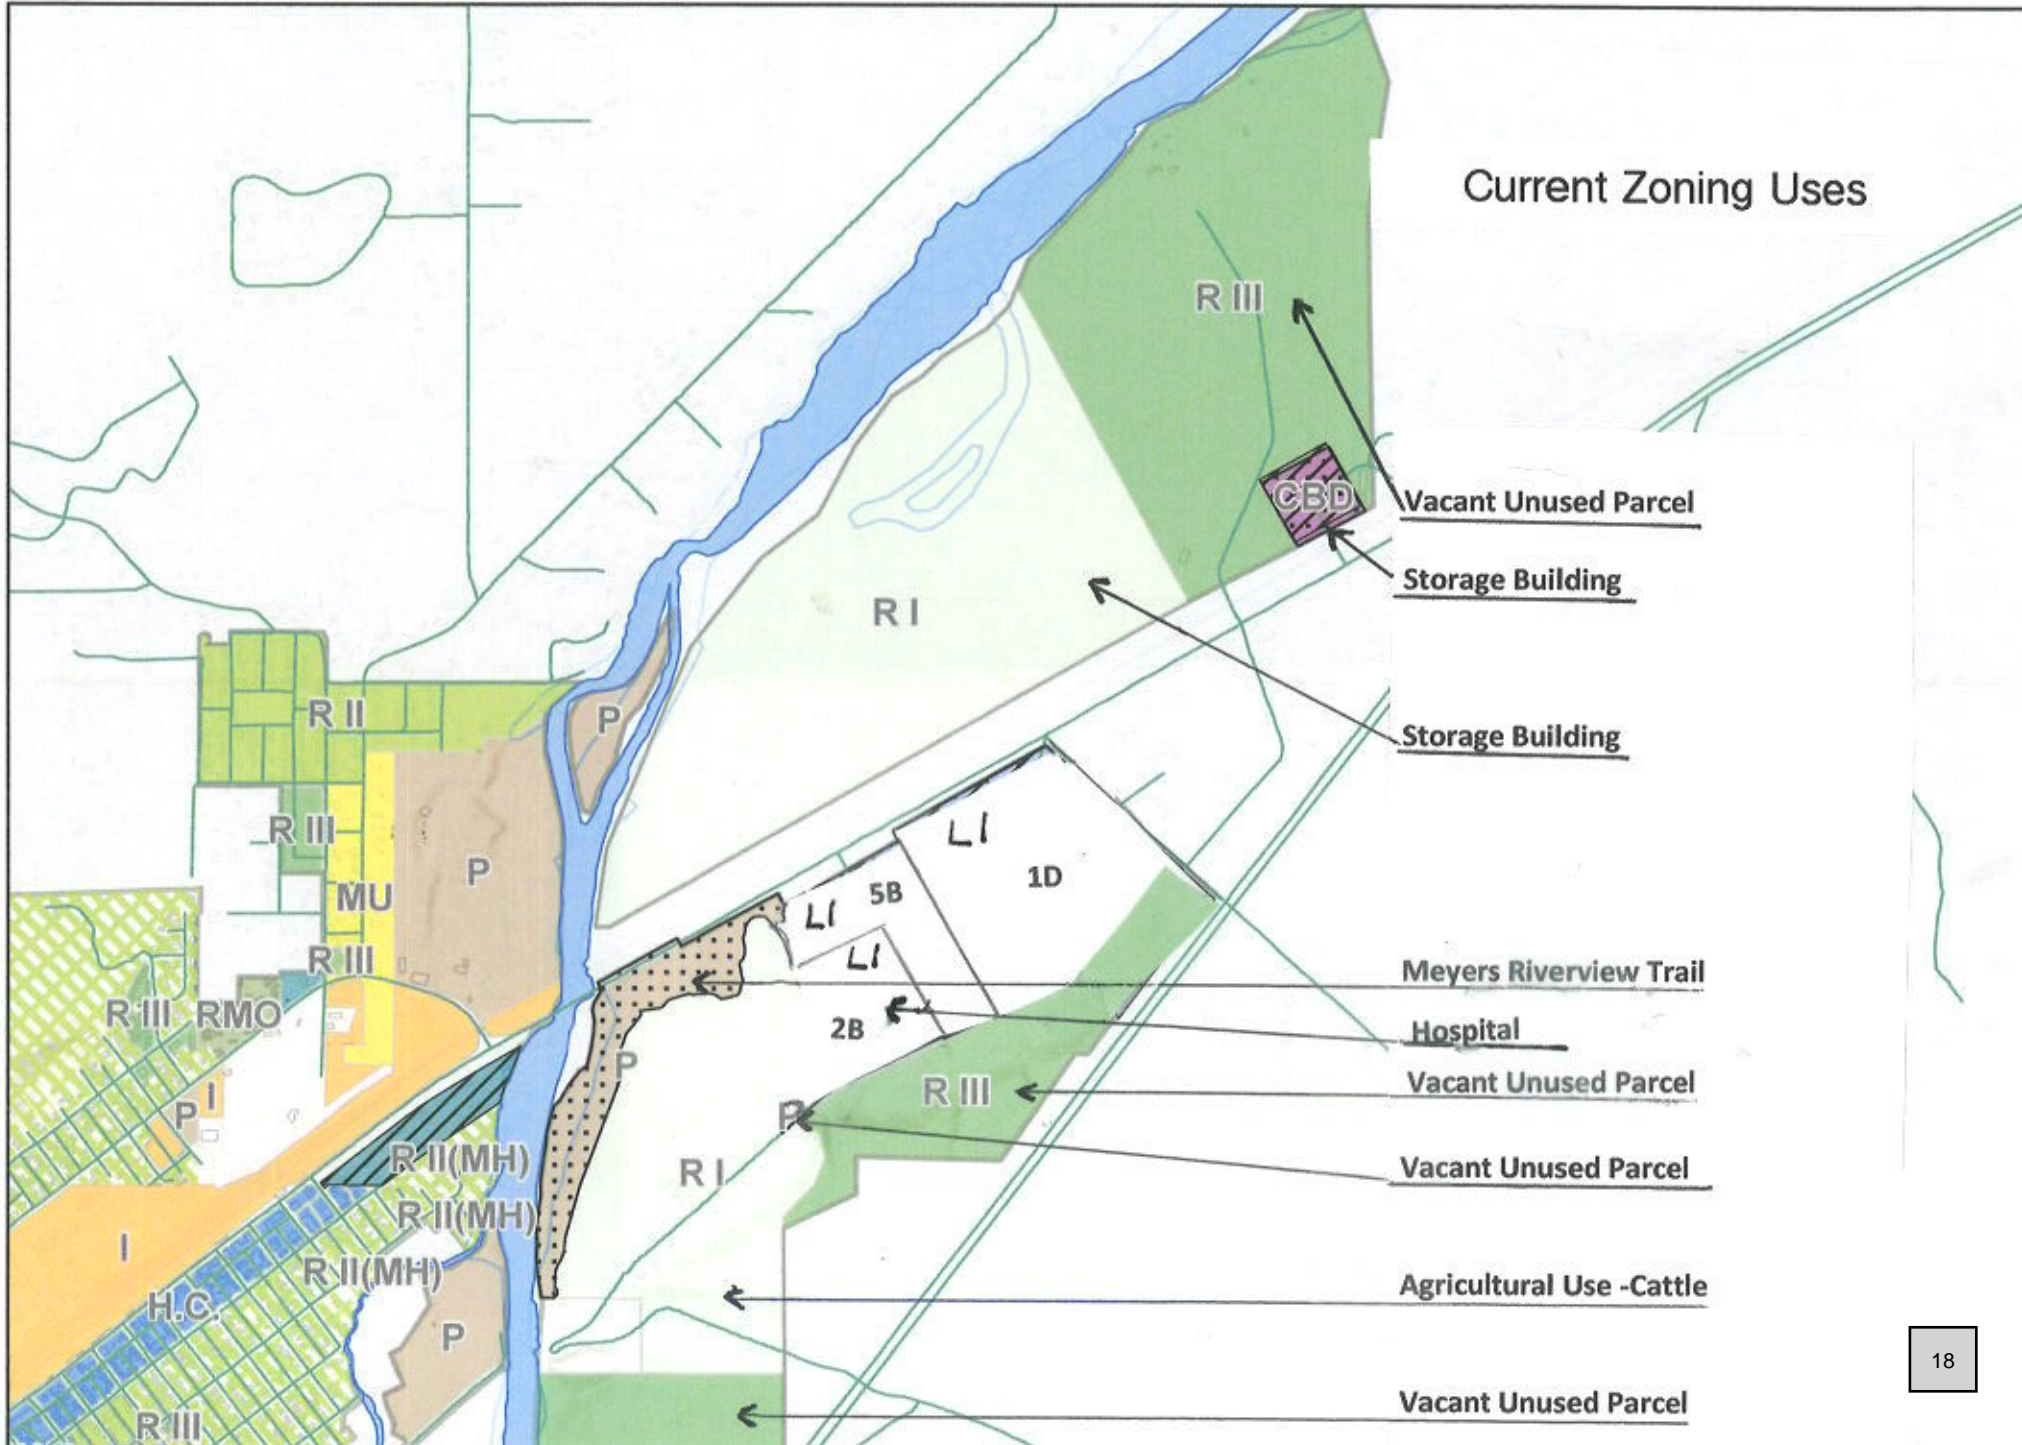 Current Zoning Uses
R III
CBD
Vacant Unused Parcel
Storage Building
R I
Storage Building
R II
P
LI
R III
P
1D
5B
MU
LI
LI
R III
Meyers Riverview Trail
R III
RMO
2B
Hospital
P
R III
Vacant Unused Parcel
I
P
P
R II(MH)
R I
Vacant Unused Parcel
R II(MH)
I
R II(MH)
Agricultural Use -Cattle
H.C.
P
18
Vacant Unused Parcel
R III